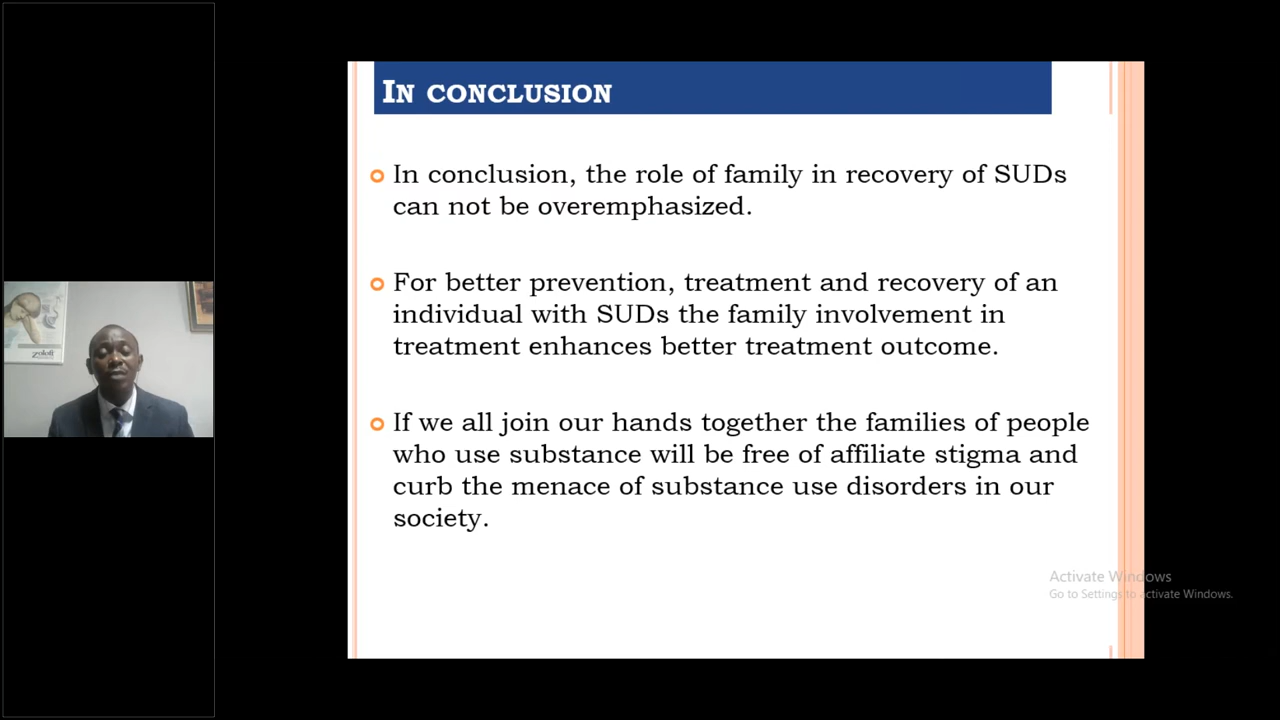 IN CONCLUSION
In conclusion, the role of family in recovery of SUDs
can not be overemphasized.
For better prevention, treatment and recovery of an
individual with SUDs the family involvement in
treatment enhances better treatment outcome.
If we all join our hands together the families of people
who use substance will be free of affiliate stigma and
curb the menace of substance use disorders in our
society.
zoloft
Activate Windows
Go to Settings to activate Windows.